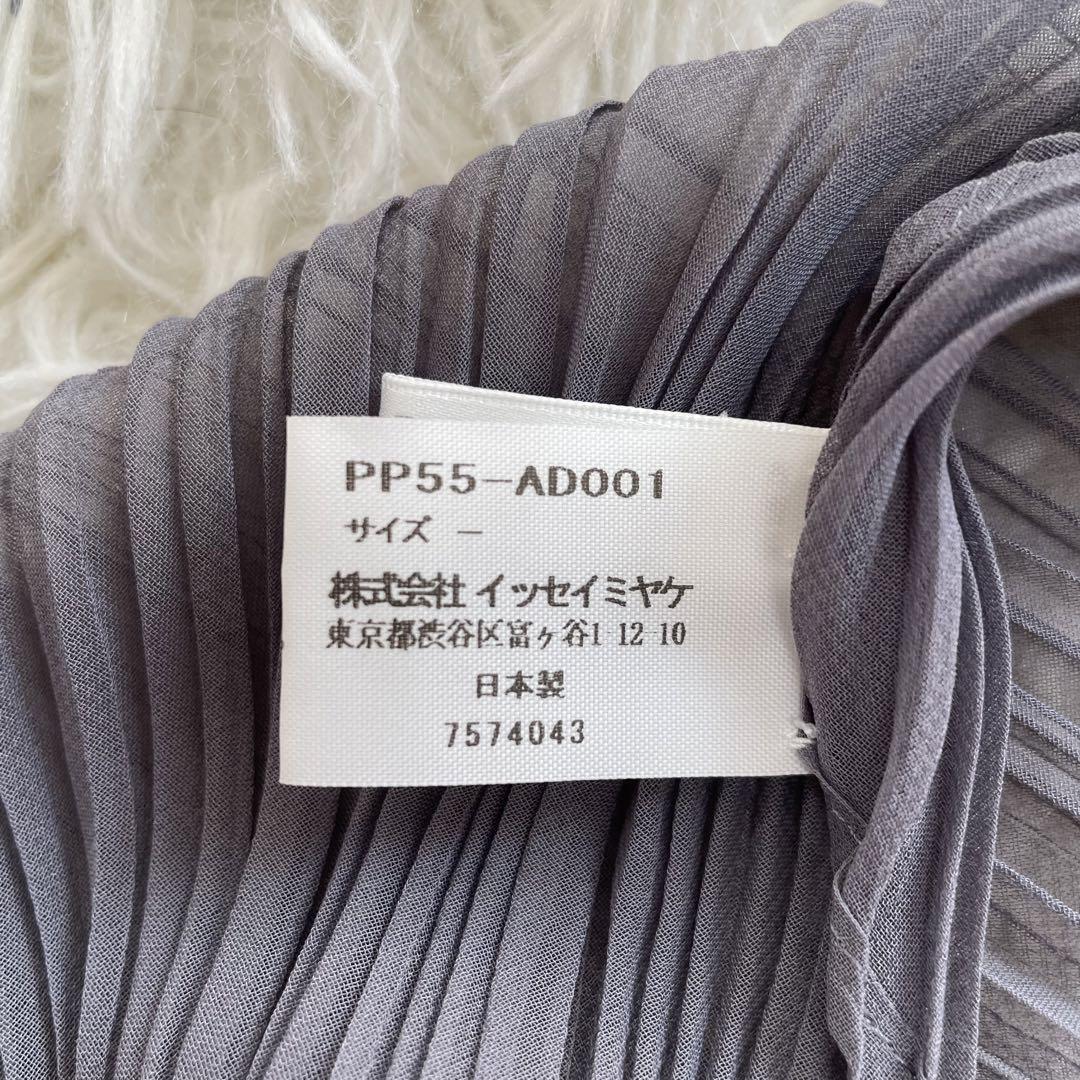 PP55-AD001
サイズ －
株式会社 イッセイミヤケ
東京都渋谷区富ヶ谷1-12-10
日本製
7574043